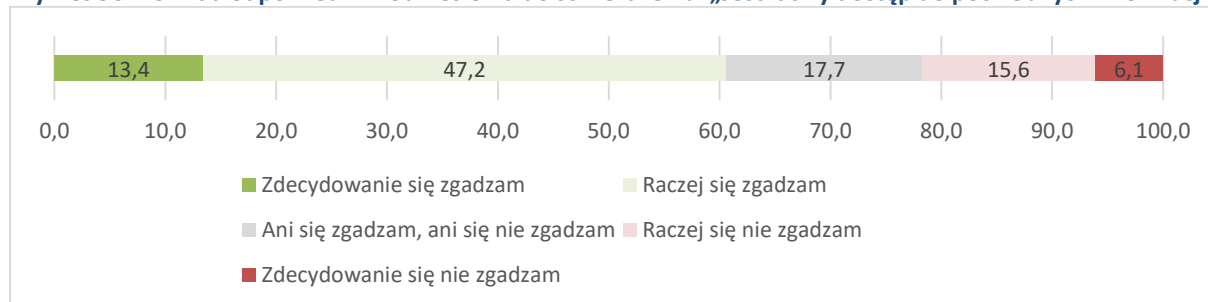 13,4 47,2 17,7 15,6 6,1
0,0 10,0 20,0 30,0 40,0 50,0 60,0 70,0 80,0 90,0 100,0
Zdecydowanie się zgadzam Raczej się zgadzam
Ani się zgadzam, ani się nie zgadzam Raczej się nie zgadzam
Zdecydowanie się nie zgadzam